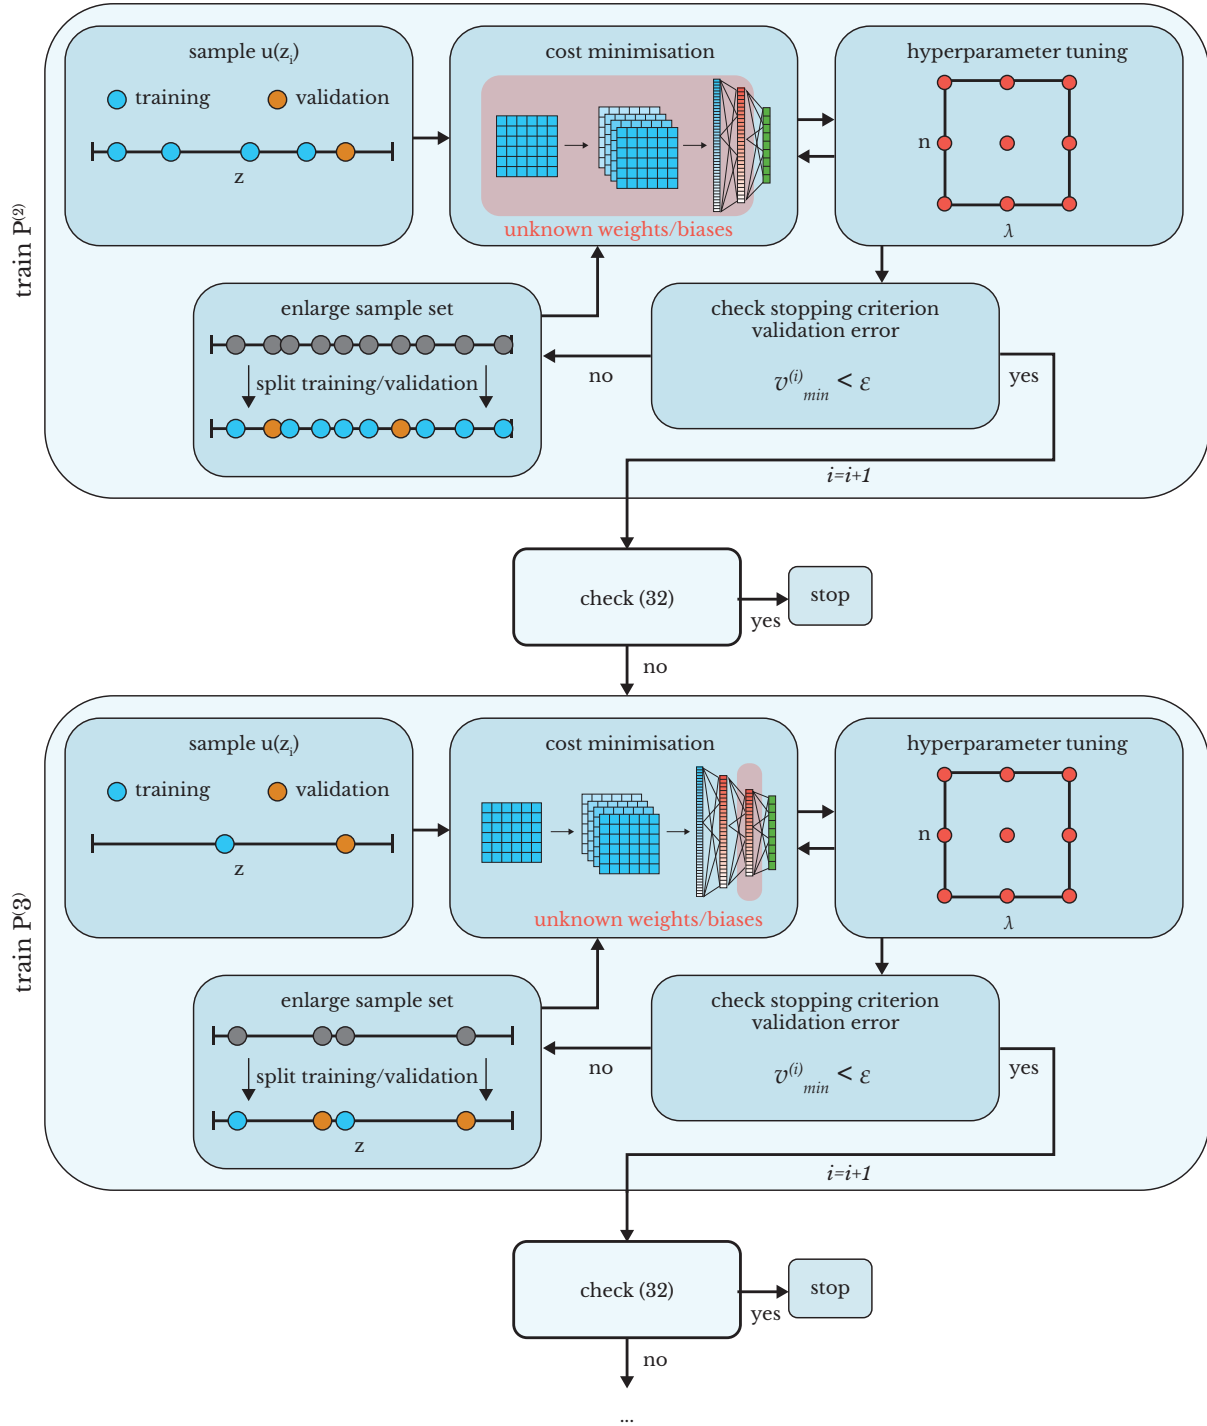 train P⁽²⁾
sample u(zᵢ)
training
validation
z
cost minimisation
unknown weights/biases
hyperparameter tuning
n
λ
enlarge sample set
split training/validation
check stopping criterion
validation error
v⁽ⁱ⁾ₘᵢₙ < ε
no
yes
i=i+1
check (32)
yes
stop
no
train P⁽3⁾
sample u(zᵢ)
training
validation
z
cost minimisation
unknown weights/biases
hyperparameter tuning
n
λ
enlarge sample set
split training/validation
z
check stopping criterion
validation error
v⁽ⁱ⁾ₘᵢₙ < ε
no
yes
i=i+1
check (32)
yes
stop
no
...